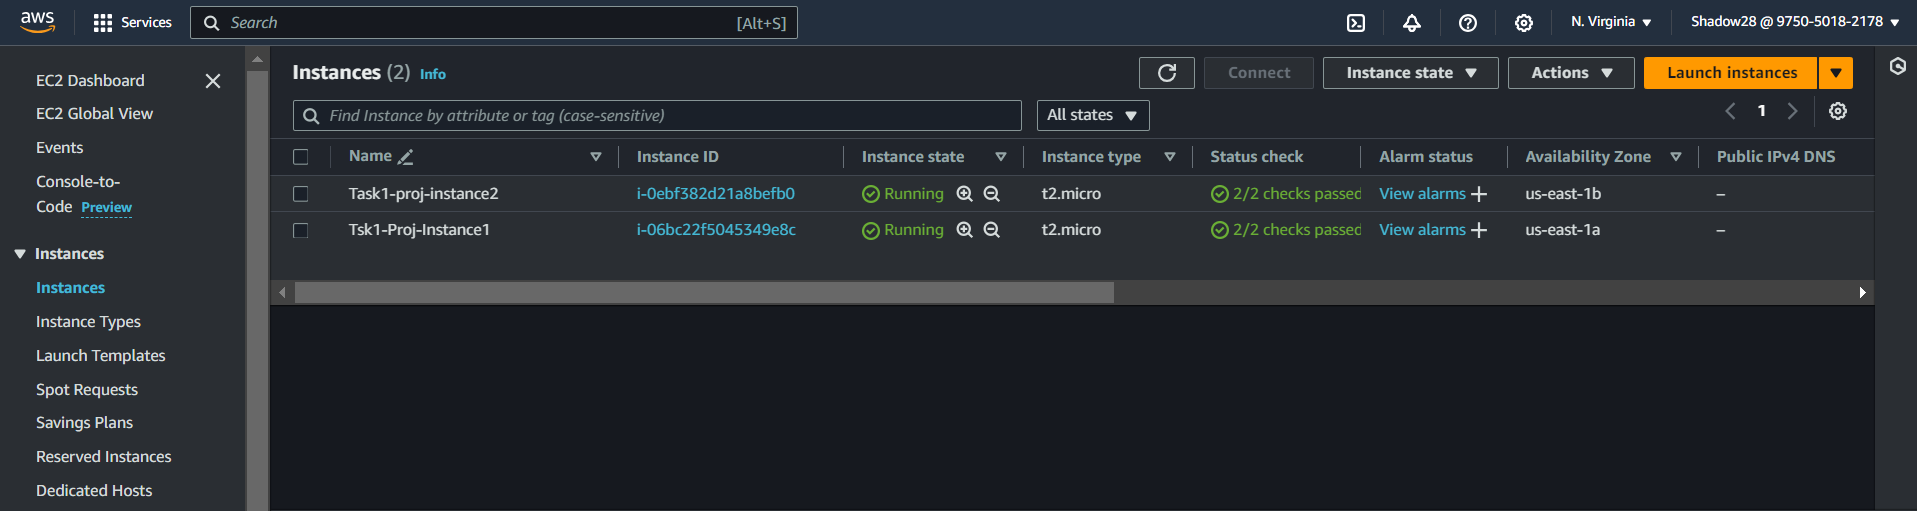 aws
Services
Search
[Alt+S]
N. Virginia
Shadow28 @ 9750-5018-2178
EC2 Dashboard
EC2 Global View
Events
Console-to-
Code Preview
Instances
Instances
Instance Types
Launch Templates
Spot Requests
Savings Plans
Reserved Instances
Dedicated Hosts
Instances (2) Info
Connect
Instance state
Actions
Launch instances
Find Instance by attribute or tag (case-sensitive)
All states
1
Name Instance ID Instance state Instance type Status check Alarm status Availability Zone Public IPv4 DNS
Task1-proj-instance2 i-0ebf382d21a8befb0 Running t2.micro 2/2 checks passed View alarms + us-east-1b –
Tsk1-Proj-Instance1 i-06bc22f5045349e8c Running t2.micro 2/2 checks passed View alarms + us-east-1a –